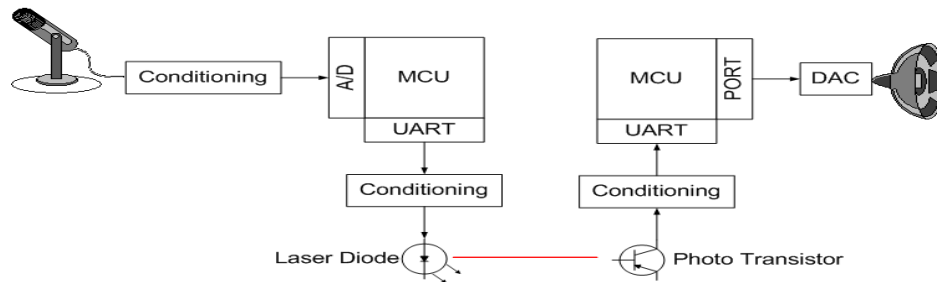 Conditioning
A/D
MCU
UART
Conditioning
Laser Diode
MCU
PORT
DAC
UART
Conditioning
Photo Transistor